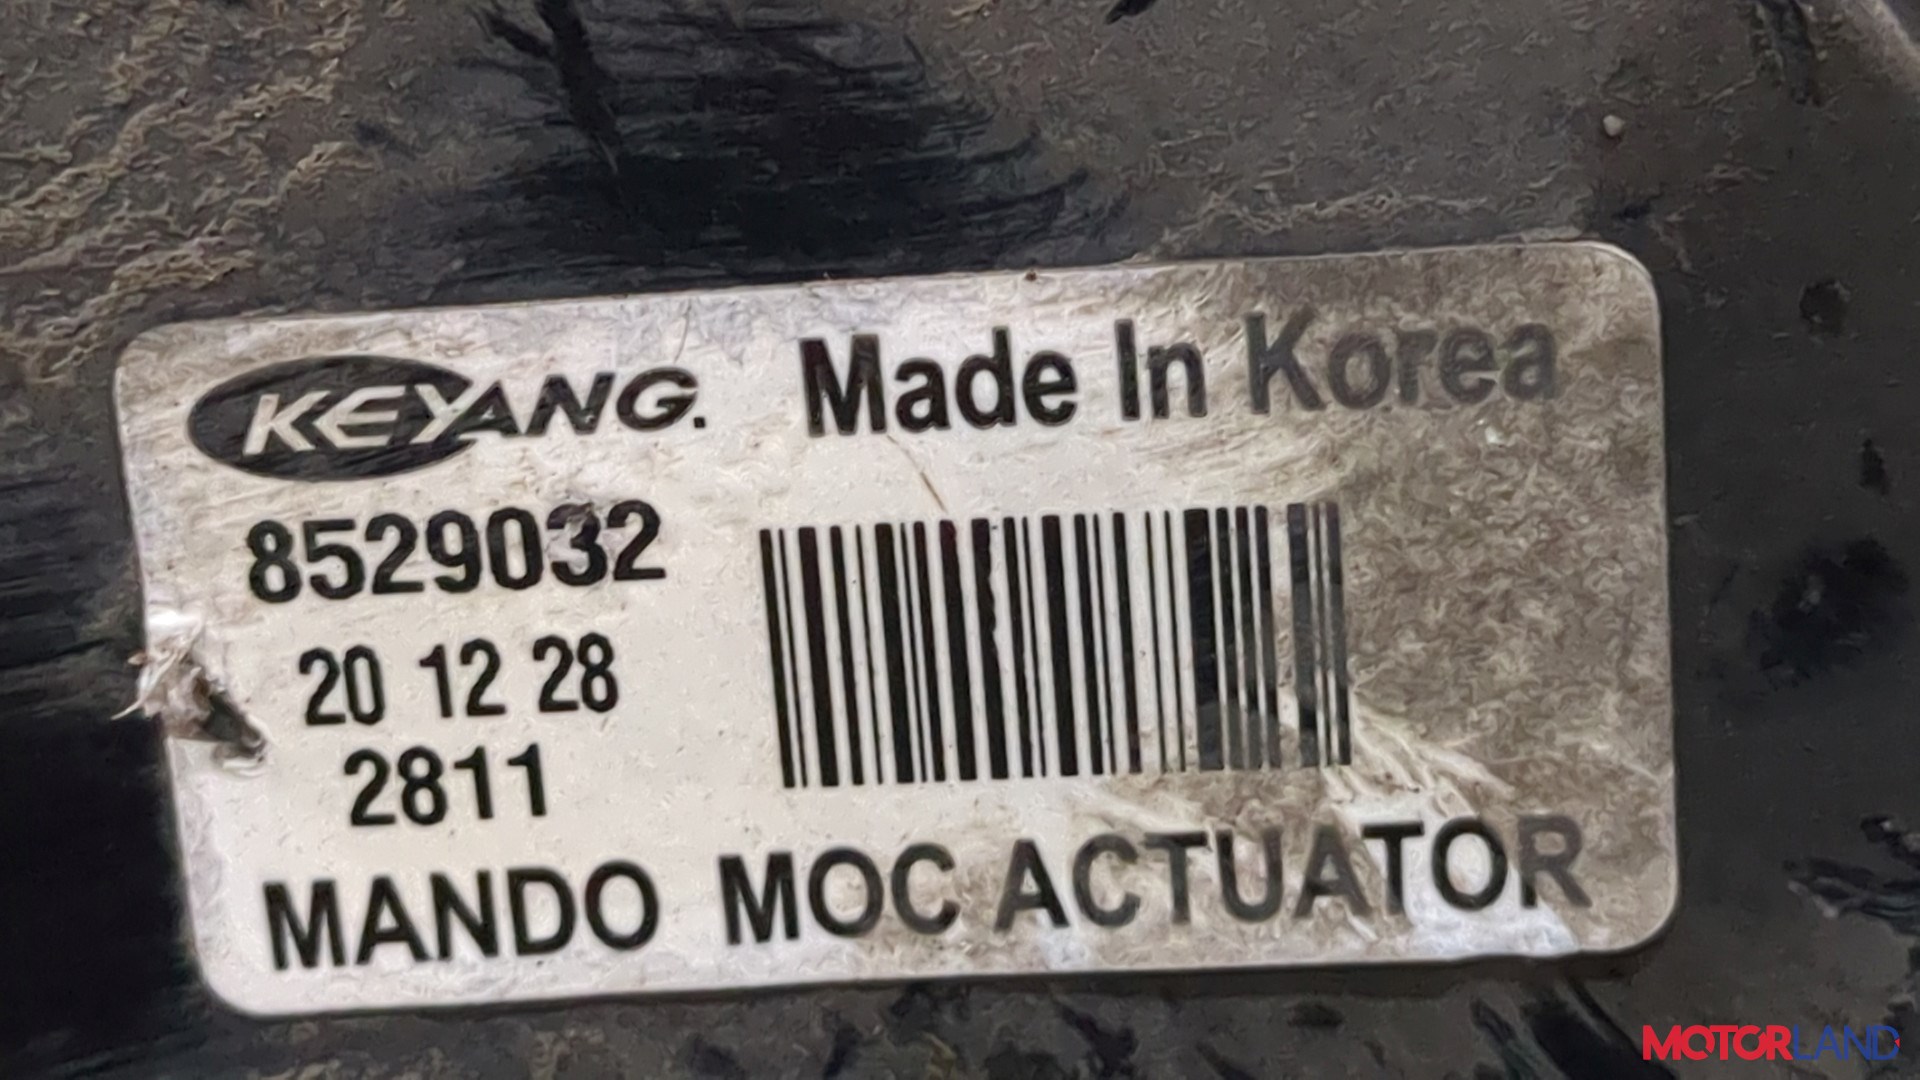 KEYANG. Made In Korea
8529032
20 12 28
2811
MANDO MOC ACTUATOR
MOTORLAND